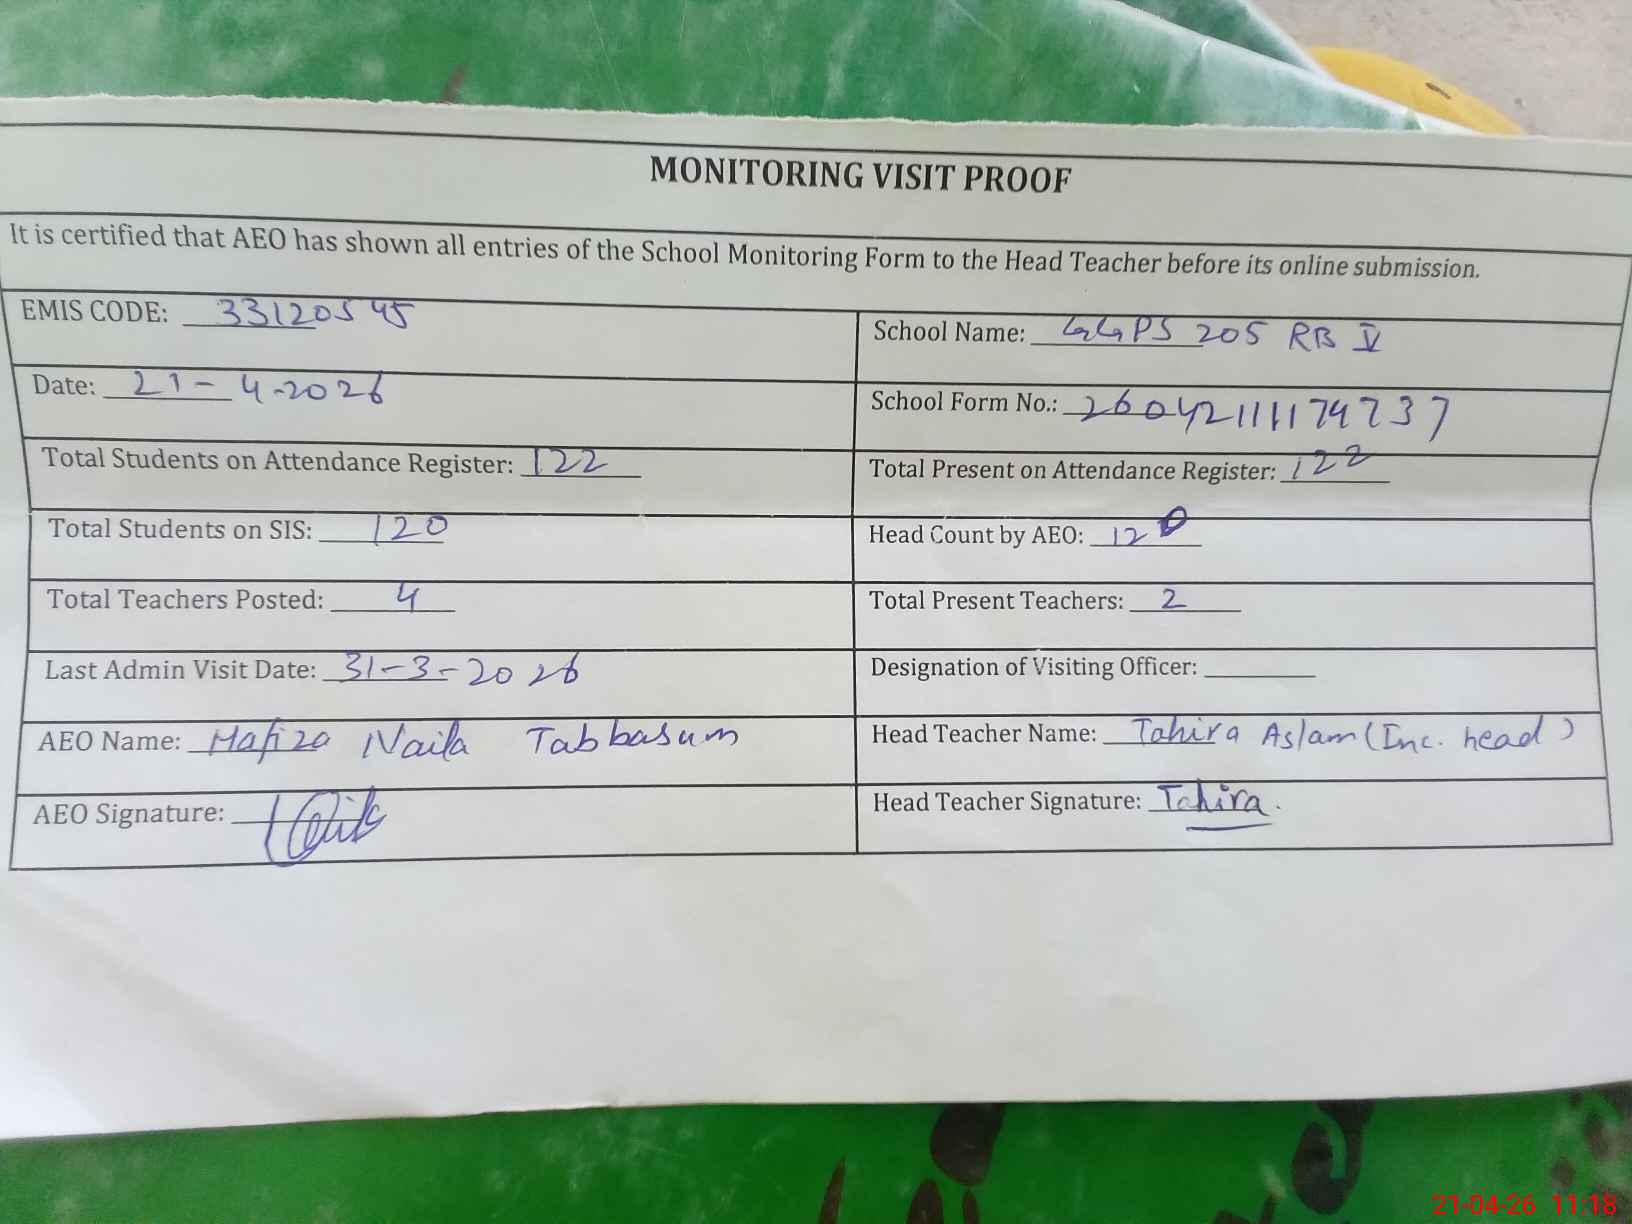 MONITORING VISIT PROOF
It is certified that AEO has shown all entries of the School Monitoring Form to the Head Teacher before its online submission.
EMIS CODE: 33120545
School Name: GGPS 205 RB V
Date: 21-4-2026
School Form No.: 26042111174737
Total Students on Attendance Register: 122
Total Present on Attendance Register: 122
Total Students on SIS: 120
Head Count by AEO: 120
Total Teachers Posted: 4
Total Present Teachers: 2
Last Admin Visit Date: 31-3-2026
Designation of Visiting Officer:
AEO Name: Hafiza Naila Tabbasum
Head Teacher Name: Tahira Aslam (Inc. head)
AEO Signature:
Head Teacher Signature: Tahira.
21-04-26 11:18